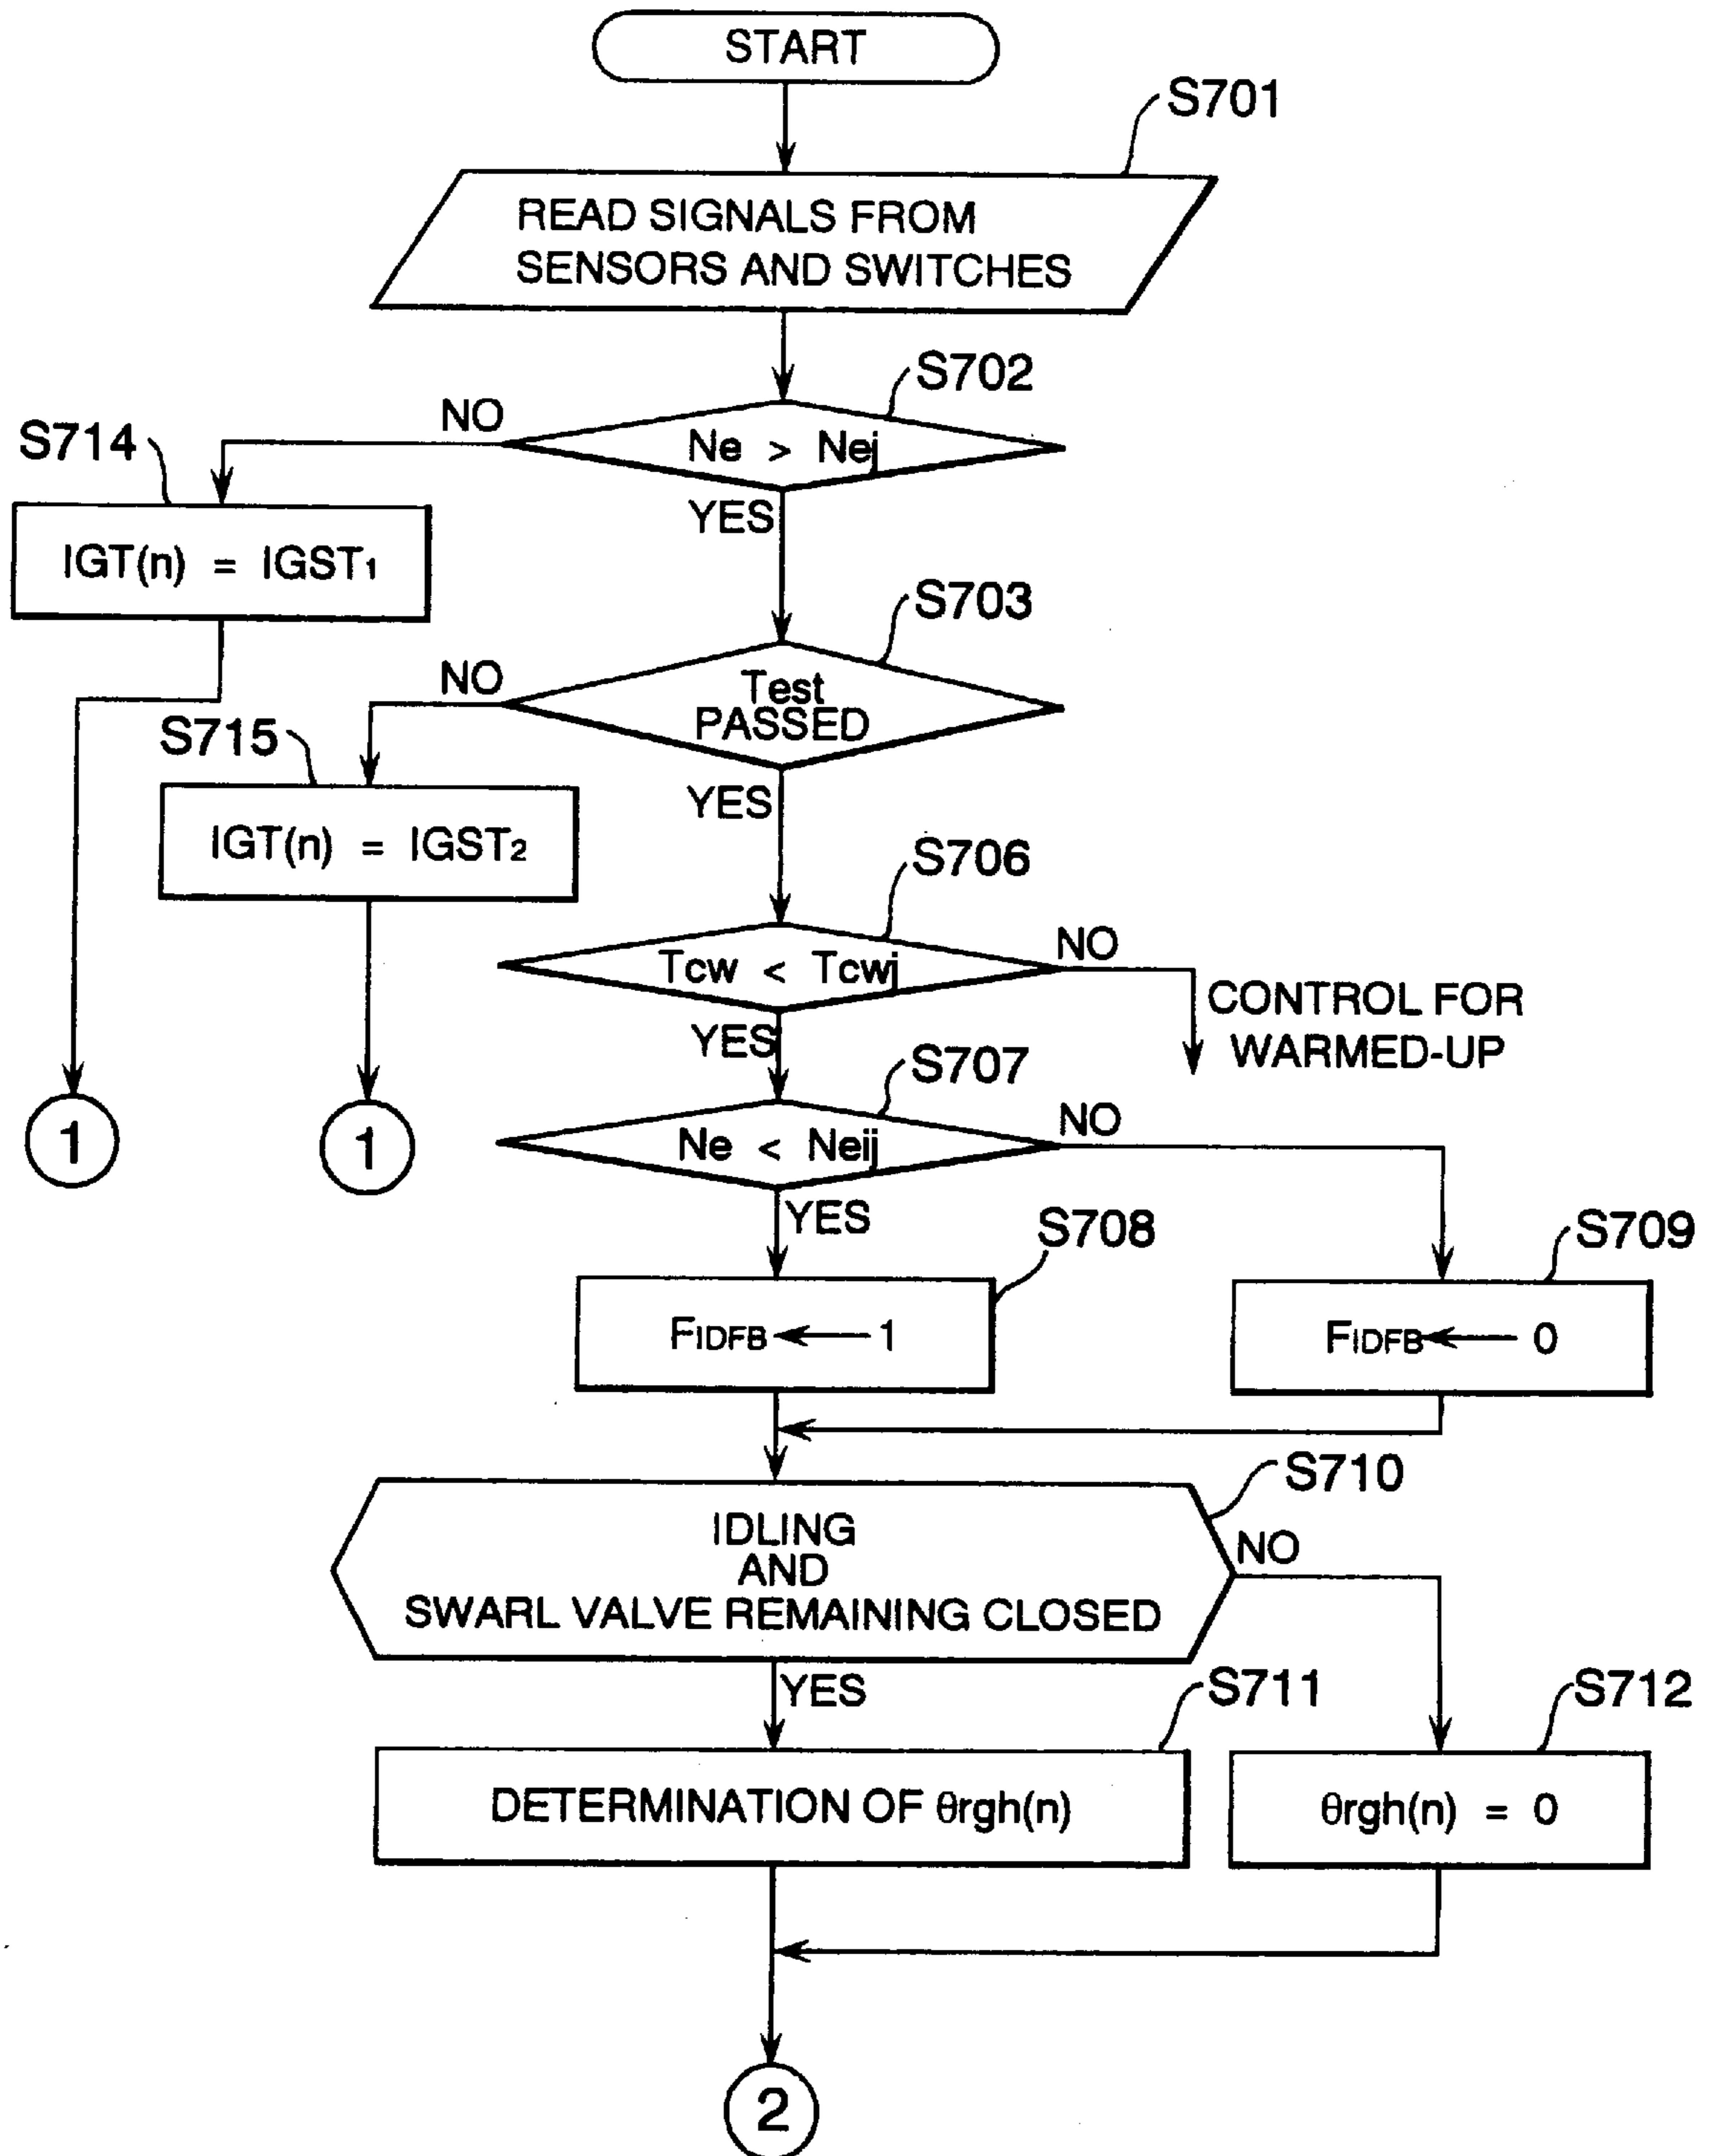 START
S701
READ SIGNALS FROM
SENSORS AND SWITCHES
S702
NO
Ne > Nej
S714
YES
IGT(n) = IGST1
S703
NO
Test
PASSED
S715
YES
IGT(n) = IGST2
S706
NO
Tcw < Tcwj
CONTROL FOR
WARMED-UP
YES
S707
NO
Ne < Neij
1
1
YES
S708
S709
FIDFB ← 1
FIDFB ← 0
S710
IDLING
AND
SWARL VALVE REMAINING CLOSED
NO
YES
S711
S712
DETERMINATION OF θrgh(n)
θrgh(n) = 0
2